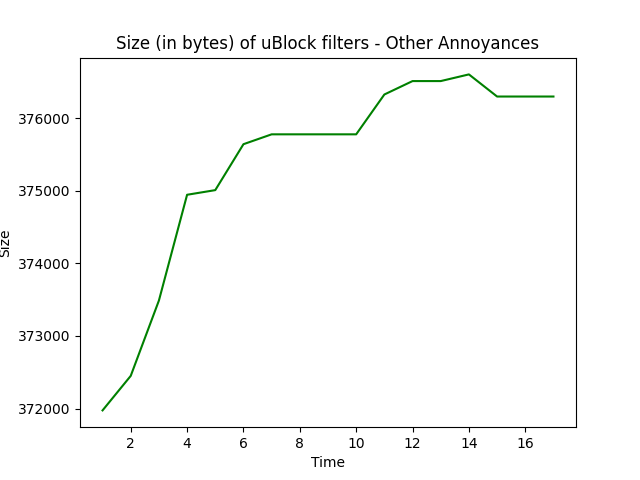 Size (in bytes) of uBlock filters - Other Annoyances
376000
375000
374000
373000
372000
Size
2 4 6 8 10 12 14 16
Time